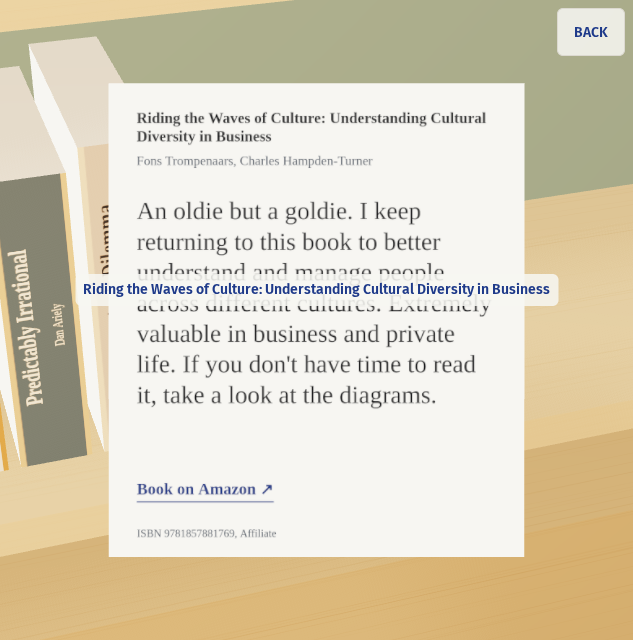 BACK
Riding the Waves of Culture: Understanding Cultural
Diversity in Business
Fons Trompenaars, Charles Hampden-Turner
An oldie but a goldie. I keep
returning to this book to better
understand and manage people
across different cultures. Extremely
valuable in business and private
life. If you don't have time to read
it, take a look at the diagrams.
Riding the Waves of Culture: Understanding Cultural Diversity in Business
Book on Amazon ↗
ISBN 9781857881769, Affiliate
Predictably Irrational
Dan Ariely
Dilemma